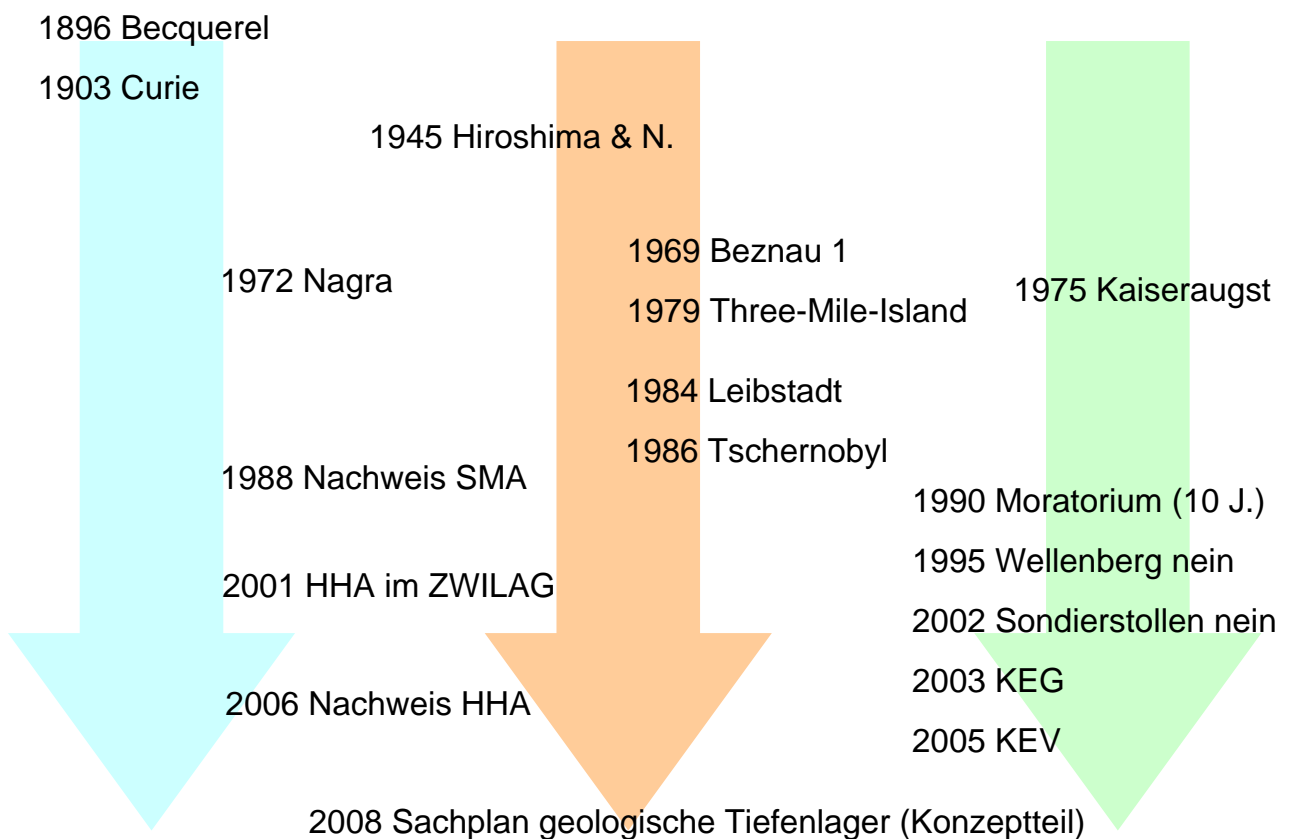 1896 Becquerel
1903 Curie
1945 Hiroshima & N.
1969 Beznau 1
1972 Nagra
1975 Kaiseraugst
1979 Three-Mile-Island
1984 Leibstadt
1986 Tschernobyl
1988 Nachweis SMA
1990 Moratorium (10 J.)
1995 Wellenberg nein
2001 HHA im ZWILAG
2002 Sondierstollen nein
2003 KEG
2006 Nachweis HHA
2005 KEV
2008 Sachplan geologische Tiefenlager (Konzeptteil)